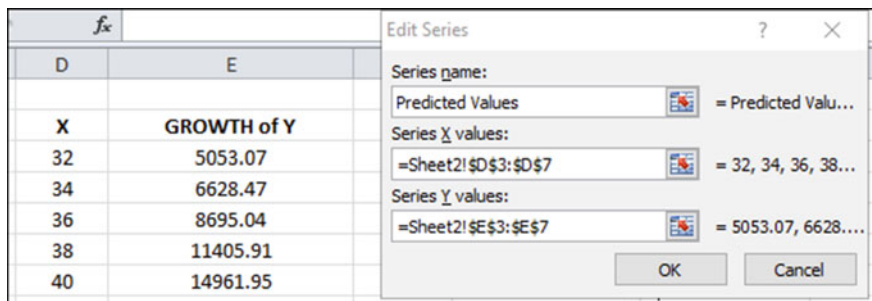 fx
D E
X GROWTH of Y
32 5053.07
34 6628.47
36 8695.04
38 11405.91
40 14961.95
Edit Series ? X
Series name:
Predicted Values = Predicted Valu...
Series X values:
=Sheet2!$D$3:$D$7 = 32, 34, 36, 38...
Series Y values:
=Sheet2!$E$3:$E$7 = 5053.07, 6628....
OK Cancel